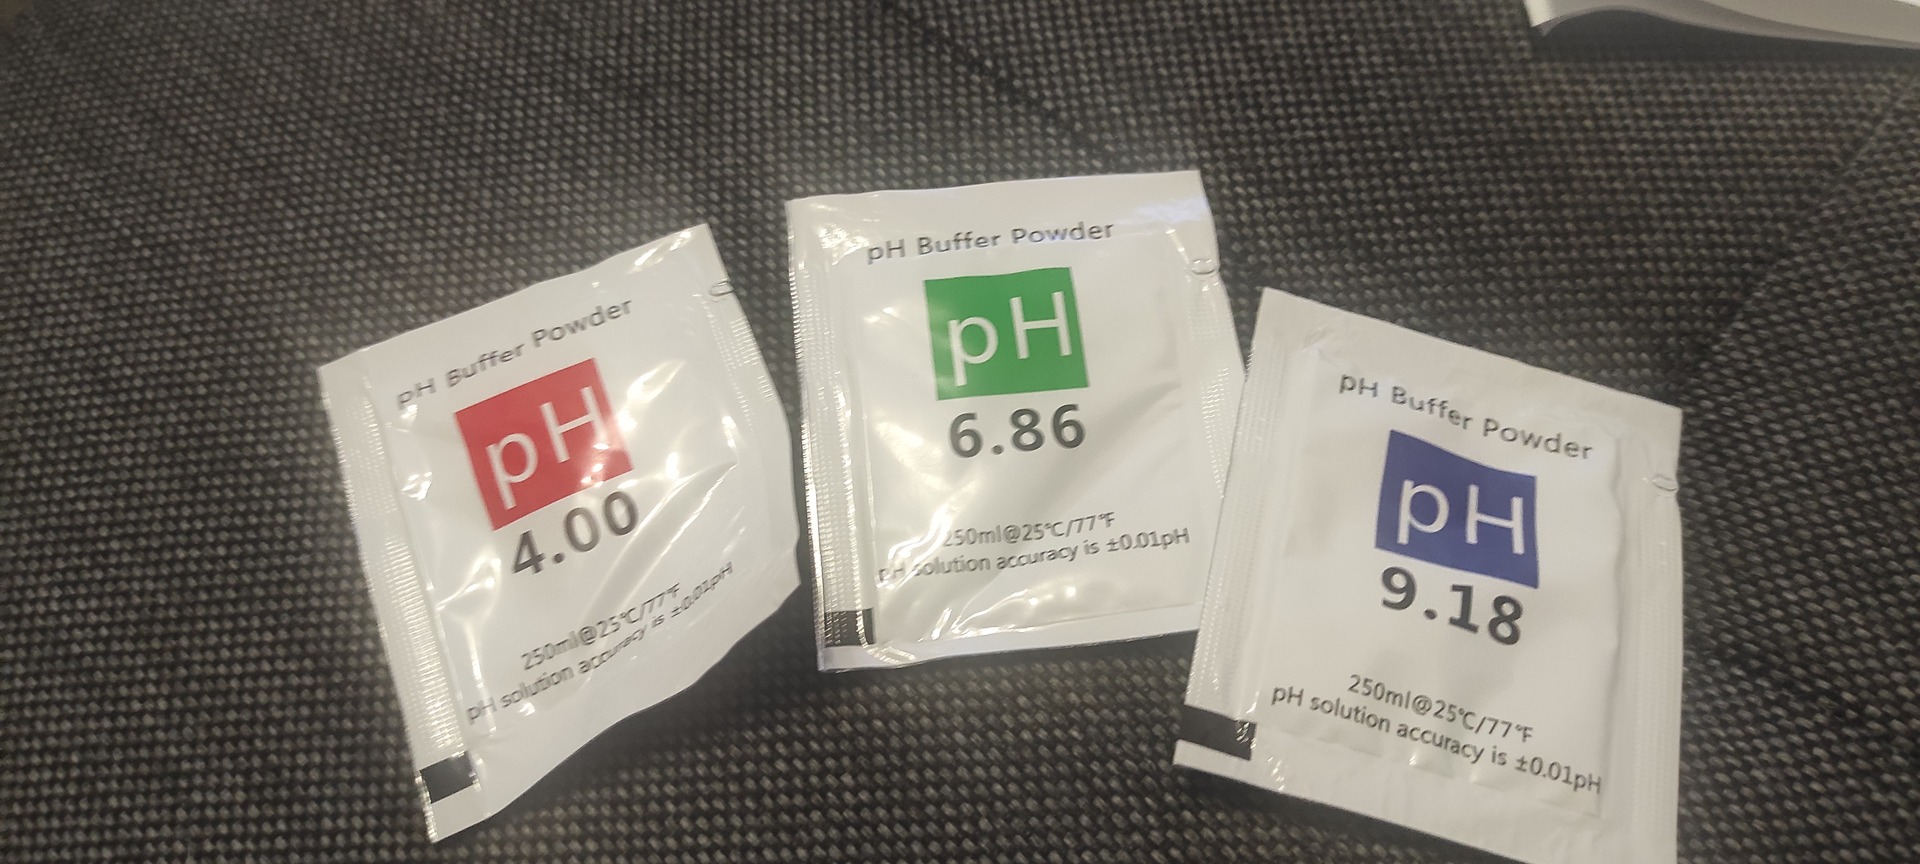 pH Buffer Powder
pH
4.00
250ml@25℃/77℉
pH solution accuracy is ±0.01pH
pH Buffer Powder
pH
6.86
250ml@25℃/77℉
pH solution accuracy is ±0.01pH
pH Buffer Powder
pH
9.18
250ml@25℃/77℉
pH solution accuracy is ±0.01pH